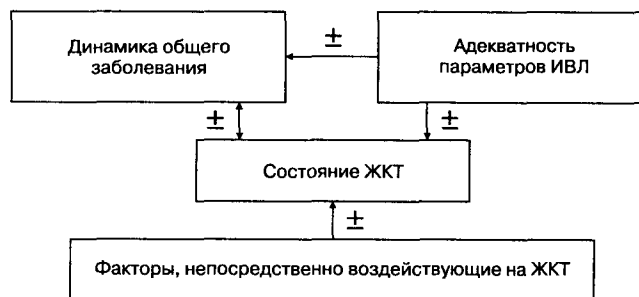 Динамика общего
заболевания
±
Адекватность
параметров ИВЛ
±
±
Состояние ЖКТ
±
Факторы, непосредственно воздействующие на ЖКТ